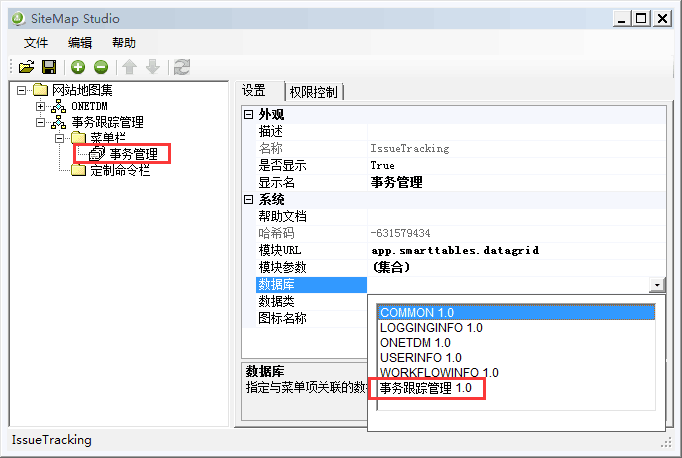 SiteMap Studio
文件 编辑 帮助
网站地图集
ONETDM
事务跟踪管理
菜单栏
事务管理
定制命令栏
设置 权限控制
外观
描述
名称 IssueTracking
是否显示 True
显示名 事务管理
系统
帮助文档
哈希码 -631579434
模块URL app.smarttables.datagrid
模块参数 (集合)
数据库
数据类
图标名称
COMMON 1.0
LOGGINGINFO 1.0
ONETDM 1.0
USERINFO 1.0
WORKFLOWINFO 1.0
事务跟踪管理 1.0
数据库
指定与菜单项关联的数
IssueTracking